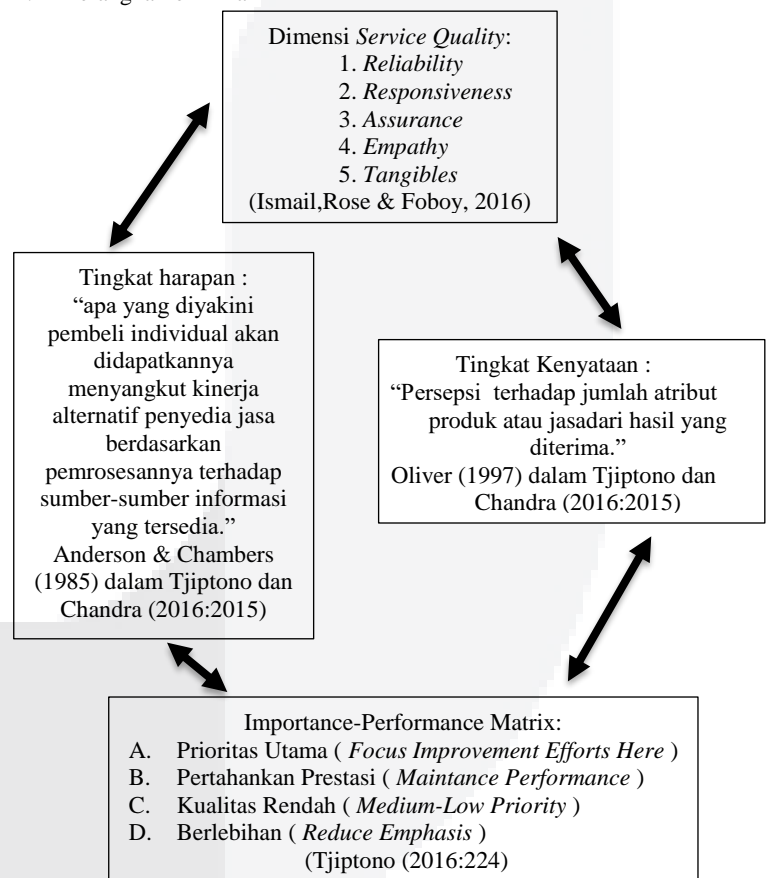 Dimensi Service Quality:
1. Reliability
2. Responsiveness
3. Assurance
4. Empathy
5. Tangibles
(Ismail,Rose & Foboy, 2016)
Tingkat harapan :
“apa yang diyakini
pembeli individual akan
didapatkannya
menyangkut kinerja
alternatif penyedia jasa
berdasarkan
pemrosesannya terhadap
sumber-sumber informasi
yang tersedia.”
Anderson & Chambers
(1985) dalam Tjiptono dan
Chandra (2016:2015)
Tingkat Kenyataan :
“Persepsi terhadap jumlah atribut
produk atau jasadari hasil yang
diterima.”
Oliver (1997) dalam Tjiptono dan
Chandra (2016:2015)
Importance-Performance Matrix:
A. Prioritas Utama ( Focus Improvement Efforts Here )
B. Pertahankan Prestasi ( Maintance Performance )
C. Kualitas Rendah ( Medium-Low Priority )
D. Berlebihan ( Reduce Emphasis )
(Tjiptono (2016:224)